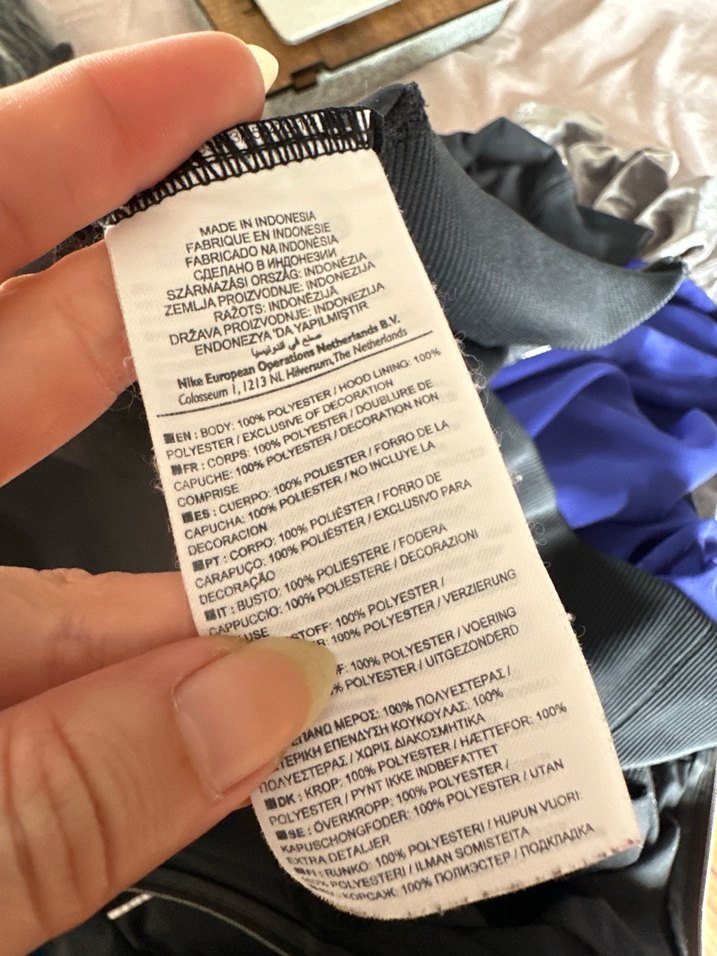 MADE IN INDONESIA
FABRIQUE EN INDONESIE
FABRICADO NA INDONÉSIA
СДЕЛАНО В ИНДОНЕЗИИ
SZÁRMAZÁSI ORSZÁG: INDONÉZIA
ZEMLJA PROIZVODNJE: INDONEZIJA
RAŽOTS: INDONĒZIJĀ
DRŽAVA PROIZVODNJE: INDONEZIJA
ENDONEZYA 'DA YAPILMIŞTIR
صنع في
Nike European Operations Netherlands B.V.
Colosseum 1, 1213 NL Hilversum, The Netherlands
EN : BODY: 100% POLYESTER / HOOD LINING: 100%
POLYESTER / EXCLUSIVE OF DECORATION
FR : CORPS: 100% POLYESTER / DOUBLURE DE
CAPUCHE: 100% POLYESTER / DECORATION NON
COMPRISE
ES : CUERPO: 100% POLIESTER / FORRO DE LA
CAPUCHA: 100% POLIESTER / NO INCLUYE LA
DECORACION
PT : CORPO: 100% POLIÉSTER / FORRO DE
CARAPUÇO: 100% POLIÉSTER / EXCLUSIVO PARA
DECORAÇÃO
IT : BUSTO: 100% POLIESTERE / FODERA
CAPPUCCIO: 100% POLIESTERE / DECORAZIONI
STOFF: 100% POLYESTER /
100% POLYESTER / VERZIERUNG
100% POLYESTER / VOERING
POLYESTER / UITGEZONDERD
ΜΕΡΟΣ: 100% ΠΟΛΥΕΣΤΕΡΑΣ /
ΕΠΕΝΔΥΣΗ ΚΟΥΚΟΥΛΑΣ: 100%
ΠΟΛΥΕΣΤΕΡΑΣ / ΧΩΡΙΣ ΔΙΑΚΟΣΜΗΤΙΚΑ
DK : KROP: 100% POLYESTER / HÆTTEFOR: 100%
POLYESTER / PYNT IKKE INDBEFATTET
SE : ÖVERKROPP: 100% POLYESTER /
KAPUSCHONGFODER: 100% POLYESTER / UTAN
EXTRA DETALJER
RUNKO: 100% POLYESTERI / HUPUN VUORI
100% POLYESTERI / ILMAN SOMISTEITA
КОРСАЖ: 100% ПОЛИЭСТЕР / ПОДКЛАДКА